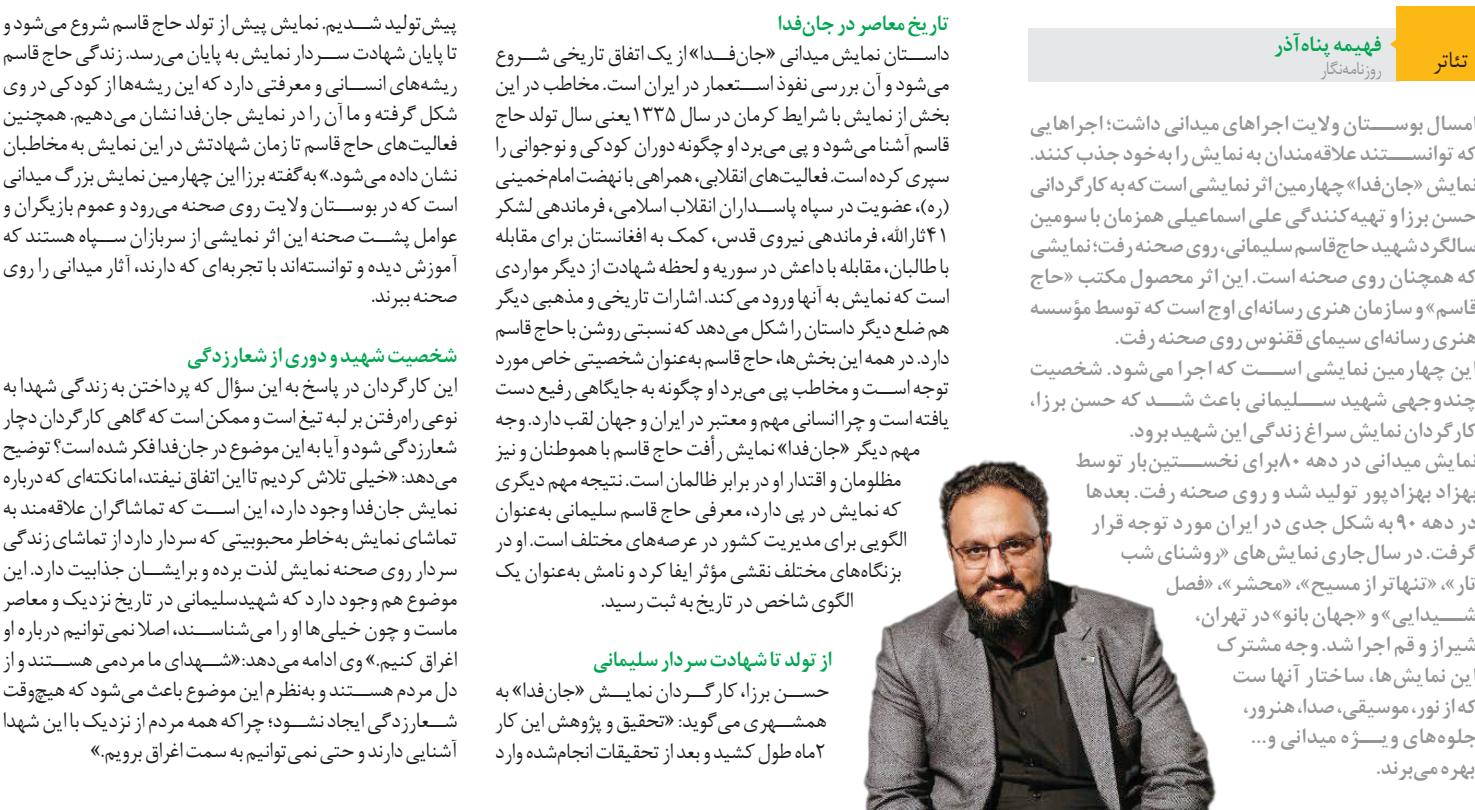 تئاتر
فهیمه پناه‌آذر
روزنامه‌نگار
امسال بوستان ولایت اجراهای میدانی داشت؛ اجراهایی
که توانستند علاقه‌مندان به نمایش را به‌خود جذب کنند.
نمایش «جان‌فدا» چهارمین اثر نمایشی است که به کارگردانی
حسن برزا و تهیه‌کنندگی علی اسماعیلی همزمان با سومین
سالگرد شهید حاج‌قاسم سلیمانی، روی صحنه رفت؛ نمایشی
که همچنان روی صحنه است. این اثر محصول مکتب «حاج
قاسم» و سازمان هنری رسانه‌ای اوج است که توسط مؤسسه
هنری رسانه‌ای سیمای ققنوس روی صحنه رفت.
این چهارمین نمایشی است که اجرا می‌شود. شخصیت
چندوجهی شهید سلیمانی باعث شد که حسن برزا،
کارگردان نمایش سراغ زندگی این شهید برود.
نمایش میدانی در دهه ۸۰ برای نخستین‌بار توسط
بهزاد بهزادپور تولید شد و روی صحنه رفت. بعدها
در دهه ۹۰ به شکل جدی در ایران مورد توجه قرار
گرفت. در سال‌جاری نمایش‌های «روشنای شب
تار»، «تنهاتر از مسیح»، «محشر»، «فصل
شیدایی» و «جهان بانو» در تهران،
شیراز و قم اجرا شد. وجه مشترک
این نمایش‌ها، ساختار آنها ست
که از نور، موسیقی، صدا، هنرور،
جلوه‌های ویژه میدانی و...
بهره می‌برند.
تاریخ معاصر در جان‌فدا
داستان نمایش میدانی «جان‌فدا» از یک اتفاق تاریخی شروع
می‌شود و آن بررسی نفوذ استعمار در ایران است. مخاطب در این
بخش از نمایش با شرایط کرمان در سال ۱۳۳۵ یعنی سال تولد حاج
قاسم آشنا می‌شود و پی می‌برد او چگونه دوران کودکی و نوجوانی را
سپری کرده است. فعالیت‌های انقلابی، همراهی با نهضت امام‌خمینی
(ره)، عضویت در سپاه پاسداران انقلاب اسلامی، فرماندهی لشکر
۴۱ثارالله، فرماندهی نیروی قدس، کمک به افغانستان برای مقابله
با طالبان، مقابله با داعش در سوریه و لحظه شهادت از دیگر مواردی
است که نمایش به آنها ورود می‌کند. اشارات تاریخی و مذهبی دیگر
هم ضلع دیگر داستان را شکل می‌دهد که نسبتی روشن با حاج قاسم
دارد. در همه این بخش‌ها، حاج قاسم به‌عنوان شخصیتی خاص مورد
توجه است و مخاطب پی می‌برد او چگونه به جایگاهی رفیع دست
یافته است و چرا انسانی مهم و معتبر در ایران و جهان لقب دارد. وجه
مهم دیگر «جان‌فدا» نمایش رأفت حاج قاسم با هموطنان و نیز
مظلومان و اقتدار او در برابر ظالمان است. نتیجه مهم دیگری
که نمایش در پی دارد، معرفی حاج قاسم سلیمانی به‌عنوان
الگویی برای مدیریت کشور در عرصه‌های مختلف است. او در
بزنگاه‌های مختلف نقشی مؤثر ایفا کرد و نامش به‌عنوان یک
الگوی شاخص در تاریخ به ثبت رسید.
از تولد تا شهادت سردار سلیمانی
حسن برزا، کارگردان نمایش «جان‌فدا» به
همشهری می‌گوید: «تحقیق و پژوهش این کار
۲ماه طول کشید و بعد از تحقیقات انجام‌شده وارد
پیش‌تولید شدیم. نمایش پیش از تولد حاج قاسم شروع می‌شود و
تا پایان شهادت سردار نمایش به پایان می‌رسد. زندگی حاج قاسم
ریشه‌های انسانی و معرفتی دارد که این ریشه‌ها از کودکی در وی
شکل گرفته و ما آن را در نمایش جان‌فدا نشان می‌دهیم. همچنین
فعالیت‌های حاج قاسم تا زمان شهادتش در این نمایش به مخاطبان
نشان داده می‌شود.» به‌گفته برزا این چهارمین نمایش بزرگ میدانی
است که در بوستان ولایت روی صحنه می‌رود و عموم بازیگران و
عوامل پشت صحنه این اثر نمایشی از سربازان سپاه هستند که
آموزش دیده و توانسته‌اند با تجربه‌ای که دارند، آثار میدانی را روی
صحنه ببرند.
شخصیت شهید و دوری از شعارزدگی
این کارگردان در پاسخ به این سؤال که پرداختن به زندگی شهدا به
نوعی راه‌رفتن بر لبه تیغ است و ممکن است که گاهی کارگردان دچار
شعارزدگی شود و آیا به این موضوع در جان‌فدا فکر شده است؟ توضیح
می‌دهد: «خیلی تلاش کردیم تا این اتفاق نیفتد، اما نکته‌ای که درباره
نمایش جان‌فدا وجود دارد، این است که تماشاگران علاقه‌مند به
تماشای نمایش به‌خاطر محبوبیتی که سردار دارد از تماشای زندگی
سردار روی صحنه نمایش لذت برده و برایشان جذابیت دارد. این
موضوع هم وجود دارد که شهیدسلیمانی در تاریخ نزدیک و معاصر
ماست و چون خیلی‌ها او را می‌شناسند، اصلا نمی‌توانیم درباره او
اغراق کنیم.» وی ادامه می‌دهد:«شهدای ما مردمی هستند و از
دل مردم هستند و به‌نظرم این موضوع باعث می‌شود که هیچ‌وقت
شعارزدگی ایجاد نشود؛ چراکه همه مردم از نزدیک با این شهدا
آشنایی دارند و حتی نمی‌توانیم به سمت اغراق برویم.»